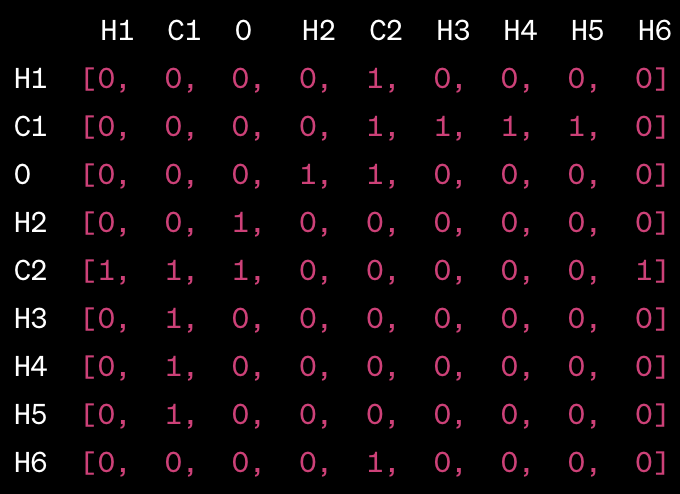 H1 C1 O H2 C2 H3 H4 H5 H6
H1 [0, 0, 0, 0, 1, 0, 0, 0, 0]
C1 [0, 0, 0, 0, 1, 1, 1, 1, 0]
O [0, 0, 0, 1, 1, 0, 0, 0, 0]
H2 [0, 0, 1, 0, 0, 0, 0, 0, 0]
C2 [1, 1, 1, 0, 0, 0, 0, 0, 1]
H3 [0, 1, 0, 0, 0, 0, 0, 0, 0]
H4 [0, 1, 0, 0, 0, 0, 0, 0, 0]
H5 [0, 1, 0, 0, 0, 0, 0, 0, 0]
H6 [0, 0, 0, 0, 1, 0, 0, 0, 0]